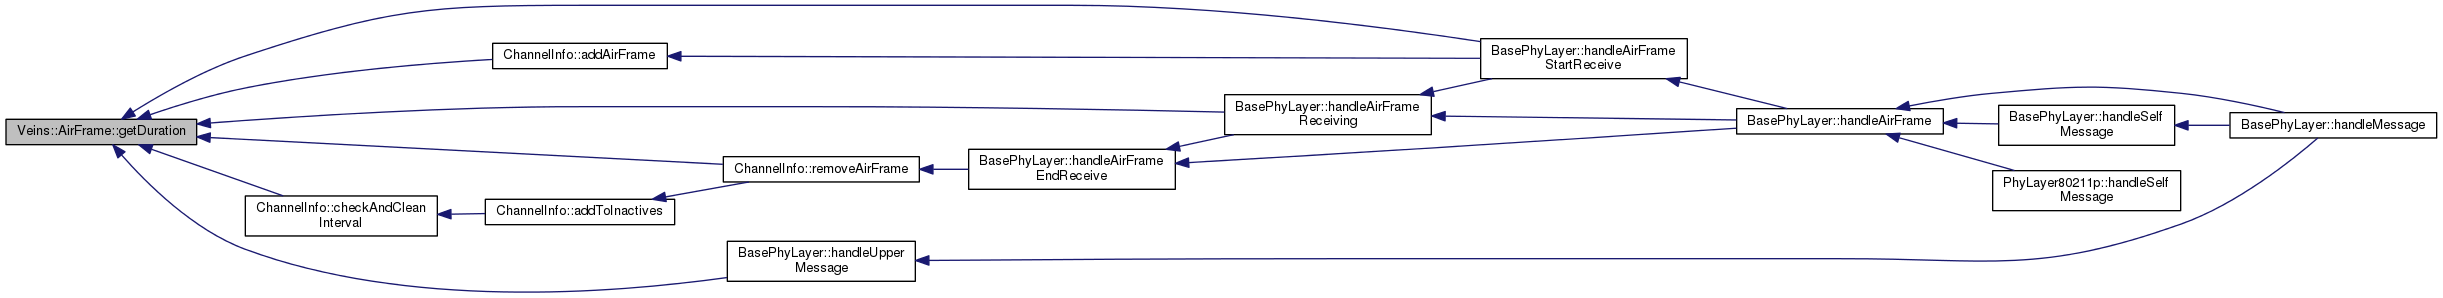 Veins::AirFrame::getDuration
ChannelInfo::addAirFrame
BasePhyLayer::handleAirFrame
StartReceive
BasePhyLayer::handleAirFrame
Receiving
BasePhyLayer::handleAirFrame
BasePhyLayer::handleSelf
Message
BasePhyLayer::handleMessage
ChannelInfo::removeAirFrame
BasePhyLayer::handleAirFrame
EndReceive
PhyLayer80211p::handleSelf
Message
ChannelInfo::checkAndClean
Interval
ChannelInfo::addToInactives
BasePhyLayer::handleUpper
Message